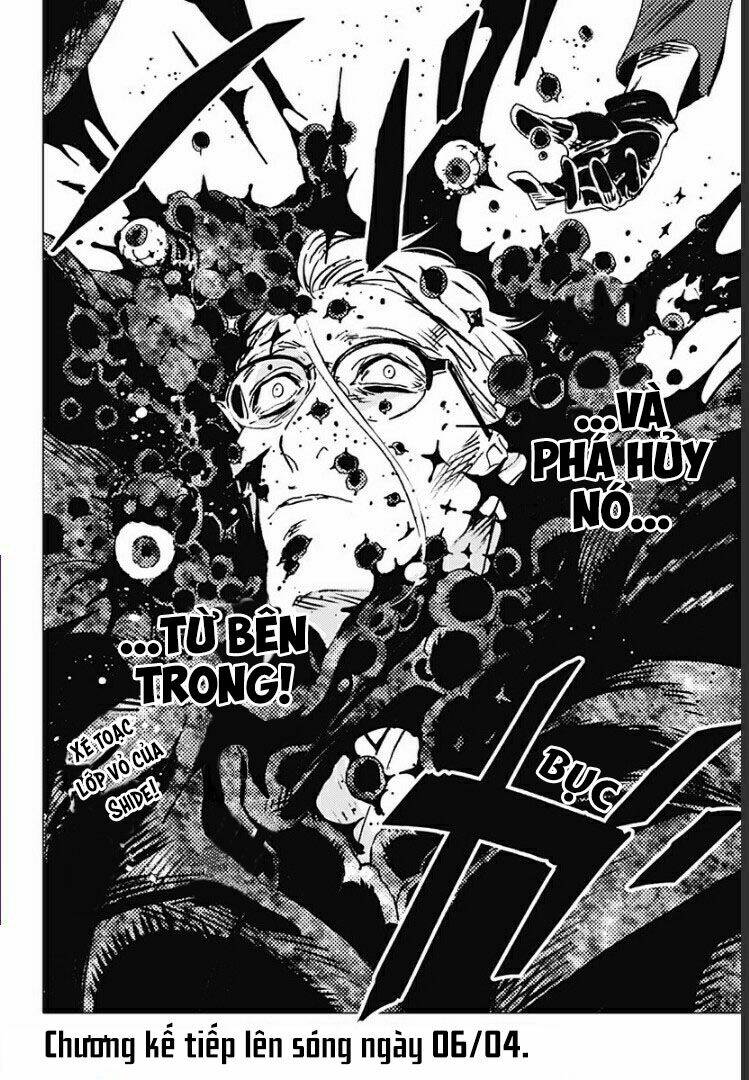 ...VÀ
PHÁ HỦY
NÓ...
...TỪ BÊN
TRONG!
XÉ TOẠC
LỚP VỎ CỦA
SHIDE!
BỤC
Chương kế tiếp lên sóng ngày 06/04.